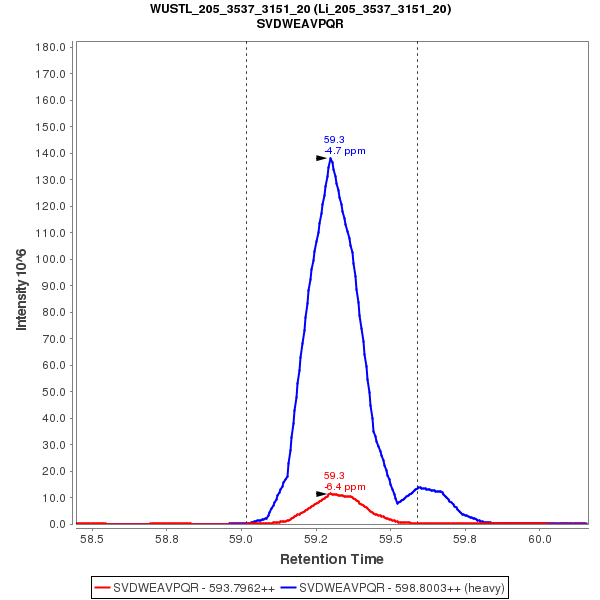 WUSTL_205_3537_3151_20 (Li_205_3537_3151_20)
SVDWEAVPQR
180.0
170.0
160.0
150.0
140.0
130.0
120.0
110.0
100.0
90.0
80.0
70.0
60.0
50.0
40.0
30.0
20.0
10.0
0.0
Intensity 10^6
59.3
-4.7 ppm
59.3
-6.4 ppm
58.5 58.8 59.0 59.2 59.5 59.8 60.0
Retention Time
SVDWEAVPQR - 593.7962++ SVDWEAVPQR - 598.8003++ (heavy)